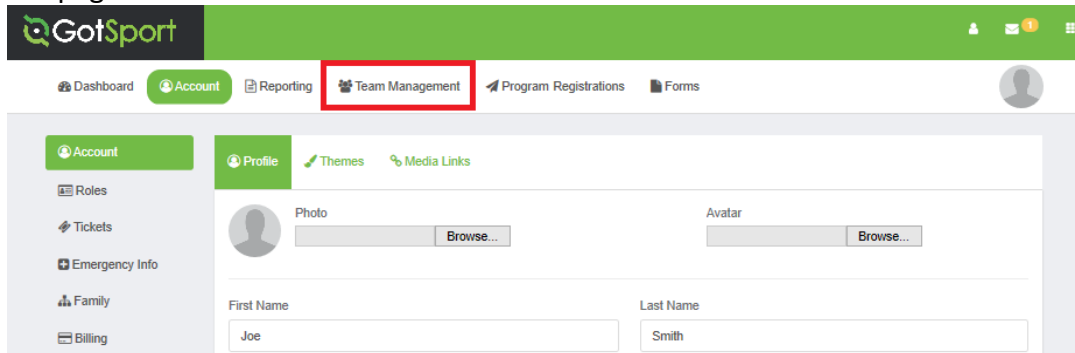 GotSport
1
Dashboard Account Reporting Team Management Program Registrations Forms
Account
Profile Themes Media Links
Roles
Photo Avatar
Tickets
Browse... Browse...
Emergency Info
Family
First Name Last Name
Billing
Joe Smith